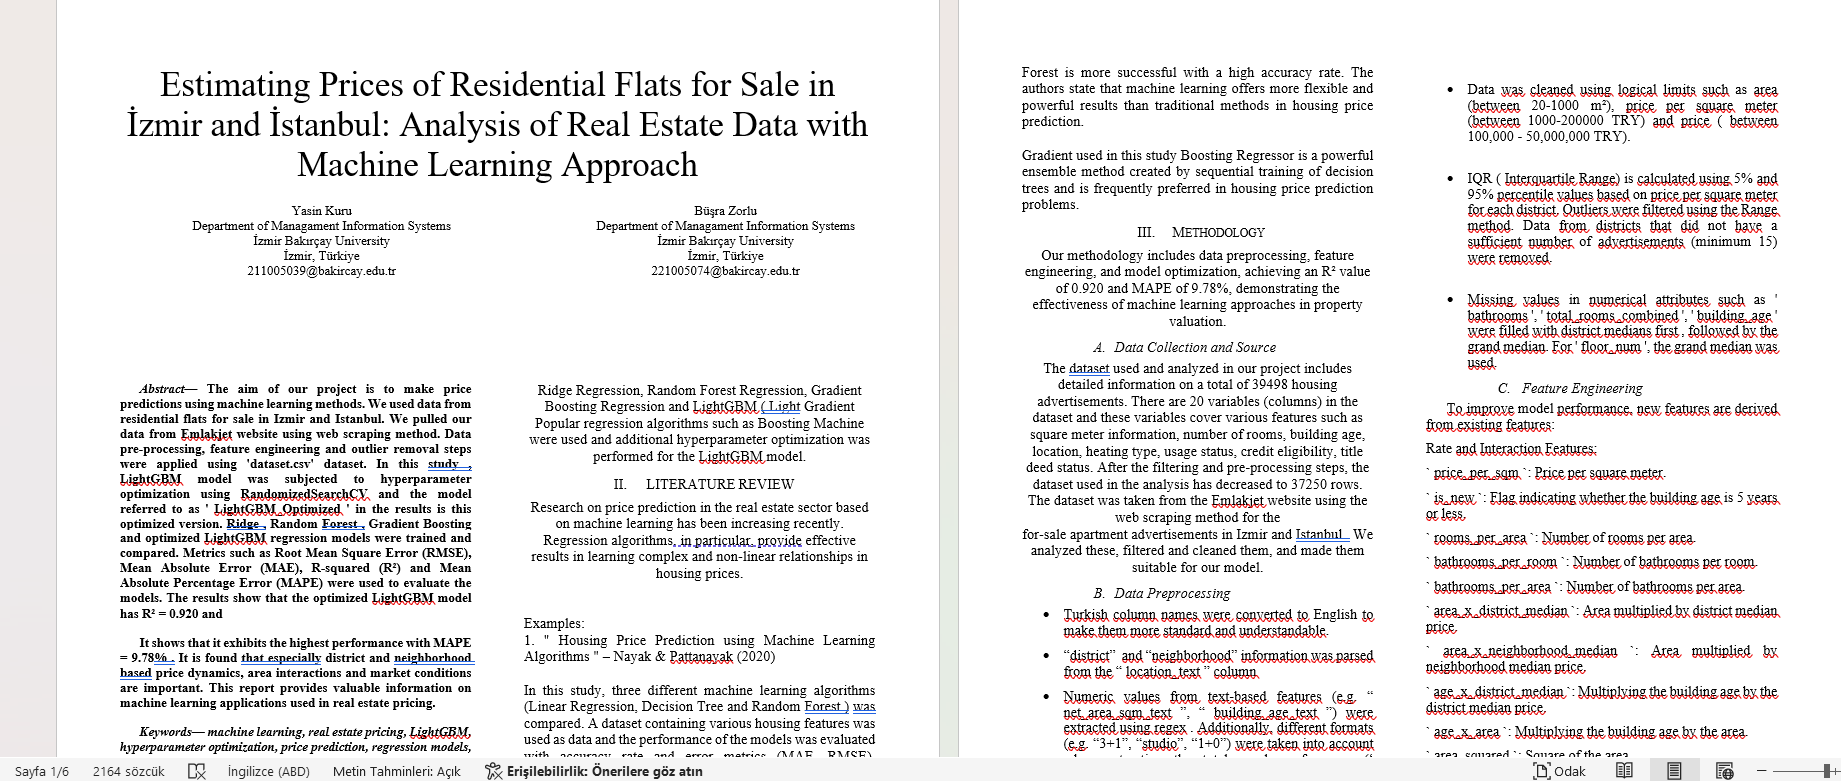 Estimating Prices of Residential Flats for Sale in
İzmir and İstanbul: Analysis of Real Estate Data with
Machine Learning Approach
Yasin Kuru
Department of Managament Information Systems
İzmir Bakırçay University
İzmir, Türkiye
211005039@bakircay.edu.tr
Büşra Zorlu
Department of Managament Information Systems
İzmir Bakırçay University
İzmir, Türkiye
221005074@bakircay.edu.tr
Abstract— The aim of our project is to make price
predictions using machine learning methods. We used data from
residential flats for sale in Izmir and Istanbul. We pulled our
data from Emlakjet website using web scraping method. Data
pre-processing, feature engineering and outlier removal steps
were applied using 'dataset.csv' dataset. In this study ,
LightGBM model was subjected to hyperparameter
optimization using RandomizedSearchCV and the model
referred to as ' LightGBM_Optimized ' in the results is this
optimized version. Ridge , Random Forest , Gradient Boosting
and optimized LightGBM regression models were trained and
compared. Metrics such as Root Mean Square Error (RMSE),
Mean Absolute Error (MAE), R-squared (R²) and Mean
Absolute Percentage Error (MAPE) were used to evaluate the
models. The results show that the optimized LightGBM model
has R² = 0.920 and
It shows that it exhibits the highest performance with MAPE
= 9.78% . It is found that especially district and neighborhood
based price dynamics, area interactions and market conditions
are important. This report provides valuable information on
machine learning applications used in real estate pricing.
Keywords— machine learning, real estate pricing, LightGBM,
hyperparameter optimization, price prediction, regression models,
Ridge Regression, Random Forest Regression, Gradient
Boosting Regression and LightGBM ( Light Gradient
Popular regression algorithms such as Boosting Machine
were used and additional hyperparameter optimization was
performed for the LightGBM model.
II. LITERATURE REVIEW
Research on price prediction in the real estate sector based
on machine learning has been increasing recently.
Regression algorithms, in particular, provide effective
results in learning complex and non-linear relationships in
housing prices.
Examples:
1. " Housing Price Prediction using Machine Learning
Algorithms " – Nayak & Pattanayak (2020)
In this study, three different machine learning algorithms
(Linear Regression, Decision Tree and Random Forest ) was
compared. A dataset containing various housing features was
used as data and the performance of the models was evaluated
with accuracy rate and error metrics (MAE, RMSE).
Forest is more successful with a high accuracy rate. The
authors state that machine learning offers more flexible and
powerful results than traditional methods in housing price
prediction.
Gradient used in this study Boosting Regressor is a powerful
ensemble method created by sequential training of decision
trees and is frequently preferred in housing price prediction
problems.
III. METHODOLOGY
Our methodology includes data preprocessing, feature
engineering, and model optimization, achieving an R² value
of 0.920 and MAPE of 9.78%, demonstrating the
effectiveness of machine learning approaches in property
valuation.
A. Data Collection and Source
The dataset used and analyzed in our project includes
detailed information on a total of 39498 housing
advertisements. There are 20 variables (columns) in the
dataset and these variables cover various features such as
square meter information, number of rooms, building age,
location, heating type, usage status, credit eligibility, title
deed status. After the filtering and pre-processing steps, the
dataset used in the analysis has decreased to 37250 rows.
The dataset was taken from the Emlakjet website using the
web scraping method for the
for-sale apartment advertisements in Izmir and Istanbul . We
analyzed these, filtered and cleaned them, and made them
suitable for our model.
B. Data Preprocessing
• Turkish column names were converted to English to
make them more standard and understandable.
• “district” and “neighborhood” information was parsed
from the “ location_text ” column.
• Numeric values from text-based features (e.g. “
net_area_sqm_text ”, “ building_age_text ”) were
extracted using regex . Additionally, different formats
(e.g. “3+1”, “studio”, “1+0”) were taken into account
• Data was cleaned using logical limits such as area
(between 20-1000 m²), price per square meter
(between 1000-200000 TRY) and price ( between
100,000 - 50,000,000 TRY).
• IQR ( Interquartile Range) is calculated using 5% and
95% percentile values based on price per square meter
for each district. Outliers were filtered using the Range
method. Data from districts that did not have a
sufficient number of advertisements (minimum 15)
were removed.
• Missing values in numerical attributes such as '
bathrooms ', ' total_rooms_combined ', ' building_age '
were filled with district medians first , followed by the
grand median. For ' floor_num ', the grand median was
used.
C. Feature Engineering
To improve model performance, new features are derived
from existing features:
Rate and Interaction Features:
` price_per_sqm `: Price per square meter.
` is_new `: Flag indicating whether the building age is 5 years
or less.
` rooms_per_area `: Number of rooms per area.
` bathrooms_per_room `: Number of bathrooms per room.
` bathrooms_per_area `: Number of bathrooms per area.
` area_x_district_median `: Area multiplied by district median
price.
` area_x_neighborhood_median `: Area multiplied by
neighborhood median price.
` age_x_district_median `: Multiplying the building age by the
district median price.
` age_x_area `: Multiplying the building age by the area.
` area_squared `: Square of the area.
Sayfa 1/6
2164 sözcük
İngilizce (ABD)
Metin Tahminleri: Açık
Erişilebilirlik: Önerilere göz atın
Odak